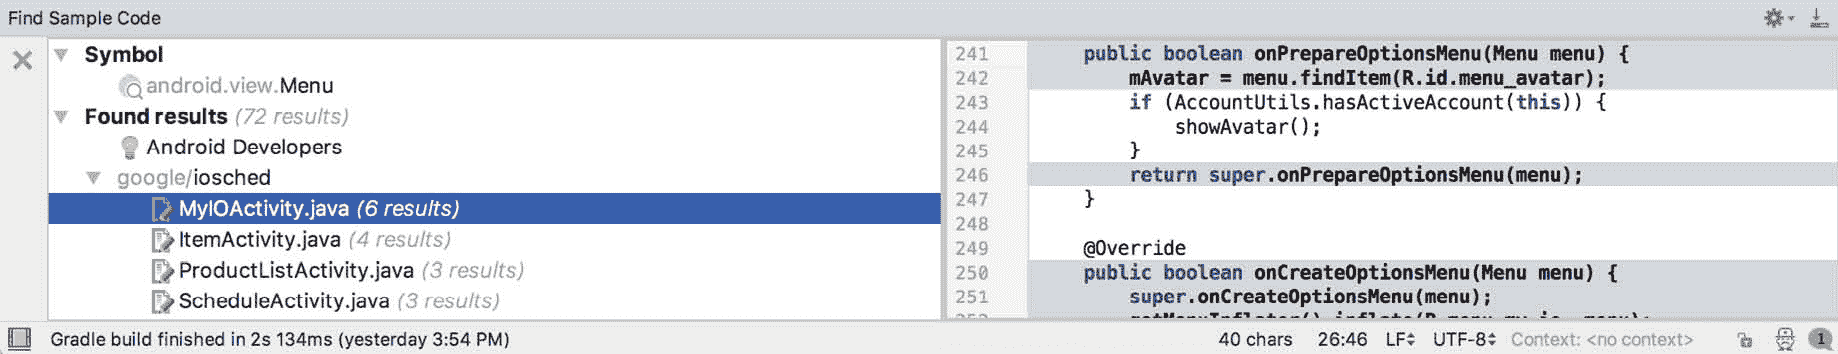 Find Sample Code
Symbol
android.view.Menu
Found results (72 results)
Android Developers
google/iosched
MyIOActivity.java (6 results)
ItemActivity.java (4 results)
ProductListActivity.java (3 results)
ScheduleActivity.java (3 results)
241 public boolean onPrepareOptionsMenu(Menu menu) {
242 mAvatar = menu.findItem(R.id.menu_avatar);
243 if (AccountUtils.hasActiveAccount(this)) {
244 showAvatar();
245 }
246 return super.onPrepareOptionsMenu(menu);
247 }
248
249 @Override
250 public boolean onCreateOptionsMenu(Menu menu) {
251 super.onCreateOptionsMenu(menu);
Gradle build finished in 2s 134ms (yesterday 3:54 PM)
40 chars 26:46 LF UTF-8 Context: <no context> 1